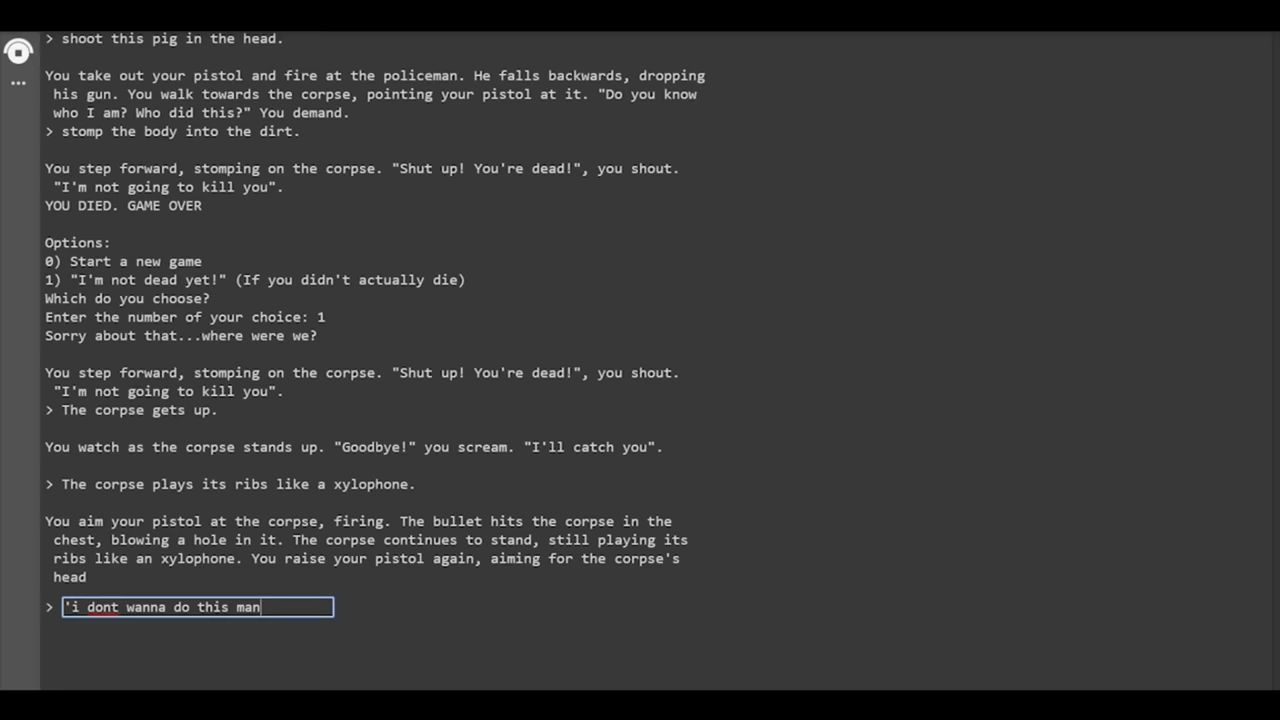 > shoot this pig in the head.
You take out your pistol and fire at the policeman. He falls backwards, dropping
his gun. You walk towards the corpse, pointing your pistol at it. "Do you know
who I am? Who did this?" You demand.
> stomp the body into the dirt.
You step forward, stomping on the corpse. "Shut up! You're dead!", you shout.
"I'm not going to kill you".
YOU DIED. GAME OVER
Options:
0) Start a new game
1) "I'm not dead yet!" (If you didn't actually die)
Which do you choose?
Enter the number of your choice: 1
Sorry about that...where were we?
You step forward, stomping on the corpse. "Shut up! You're dead!", you shout.
"I'm not going to kill you".
> The corpse gets up.
You watch as the corpse stands up. "Goodbye!" you scream. "I'll catch you".
> The corpse plays its ribs like a xylophone.
You aim your pistol at the corpse, firing. The bullet hits the corpse in the
chest, blowing a hole in it. The corpse continues to stand, still playing its
ribs like an xylophone. You raise your pistol again, aiming for the corpse's
head
> 'i dont wanna do this man